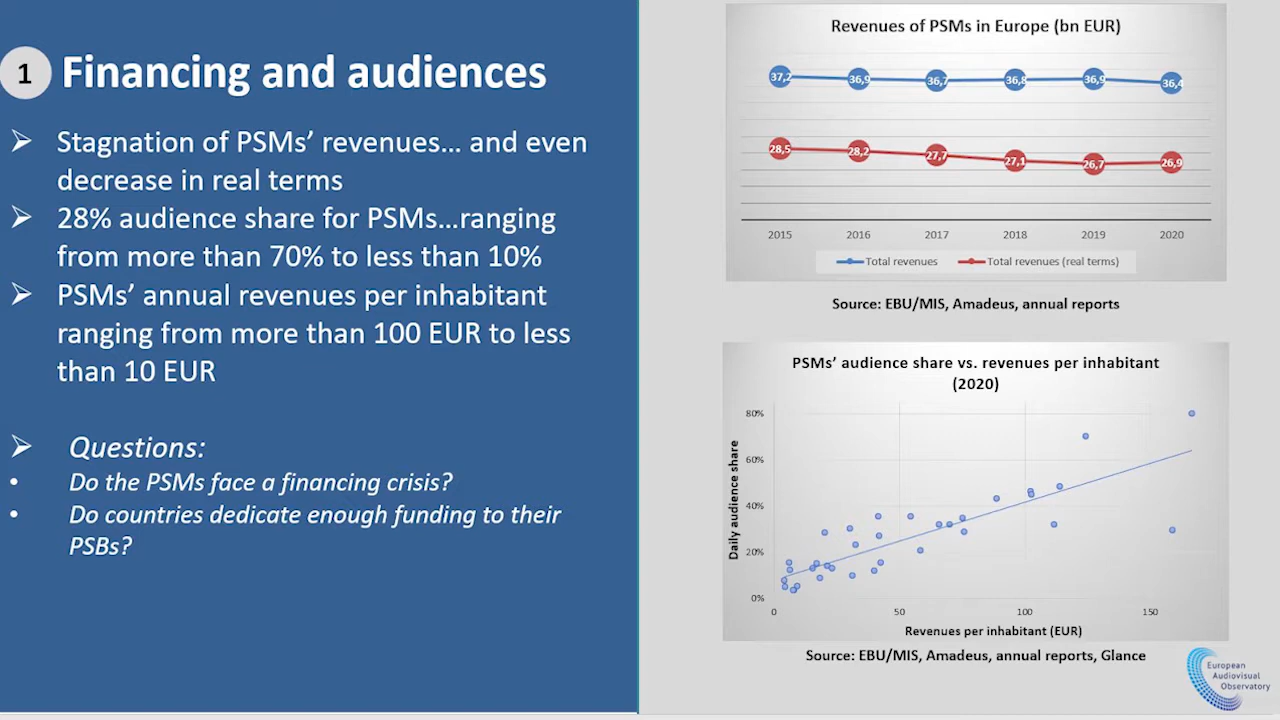 1 Financing and audiences
Stagnation of PSMs’ revenues… and even
decrease in real terms
28% audience share for PSMs…ranging
from more than 70% to less than 10%
PSMs’ annual revenues per inhabitant
ranging from more than 100 EUR to less
than 10 EUR
Questions:
Do the PSMs face a financing crisis?
Do countries dedicate enough funding to their
PSBs?
Revenues of PSMs in Europe (bn EUR)
37,2 36,9 36,7 36,8 36,9 36,4
28,5 28,2 27,7 27,1 26,7 26,9
2015 2016 2017 2018 2019 2020
Total revenues Total revenues (real terms)
Source: EBU/MIS, Amadeus, annual reports
PSMs’ audience share vs. revenues per inhabitant
(2020)
Daily audience share
80%
60%
40%
20%
0%
0 50 100 150
Revenues per inhabitant (EUR)
Source: EBU/MIS, Amadeus, annual reports, Glance
European
Audiovisual
Observatory